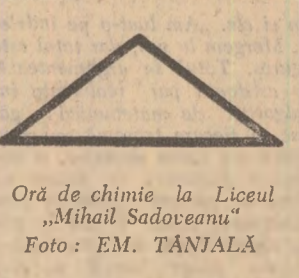 Oră de chimie la Liceul
„Mihail Sadoveanu“
Foto : EM. TÂNJALĂ